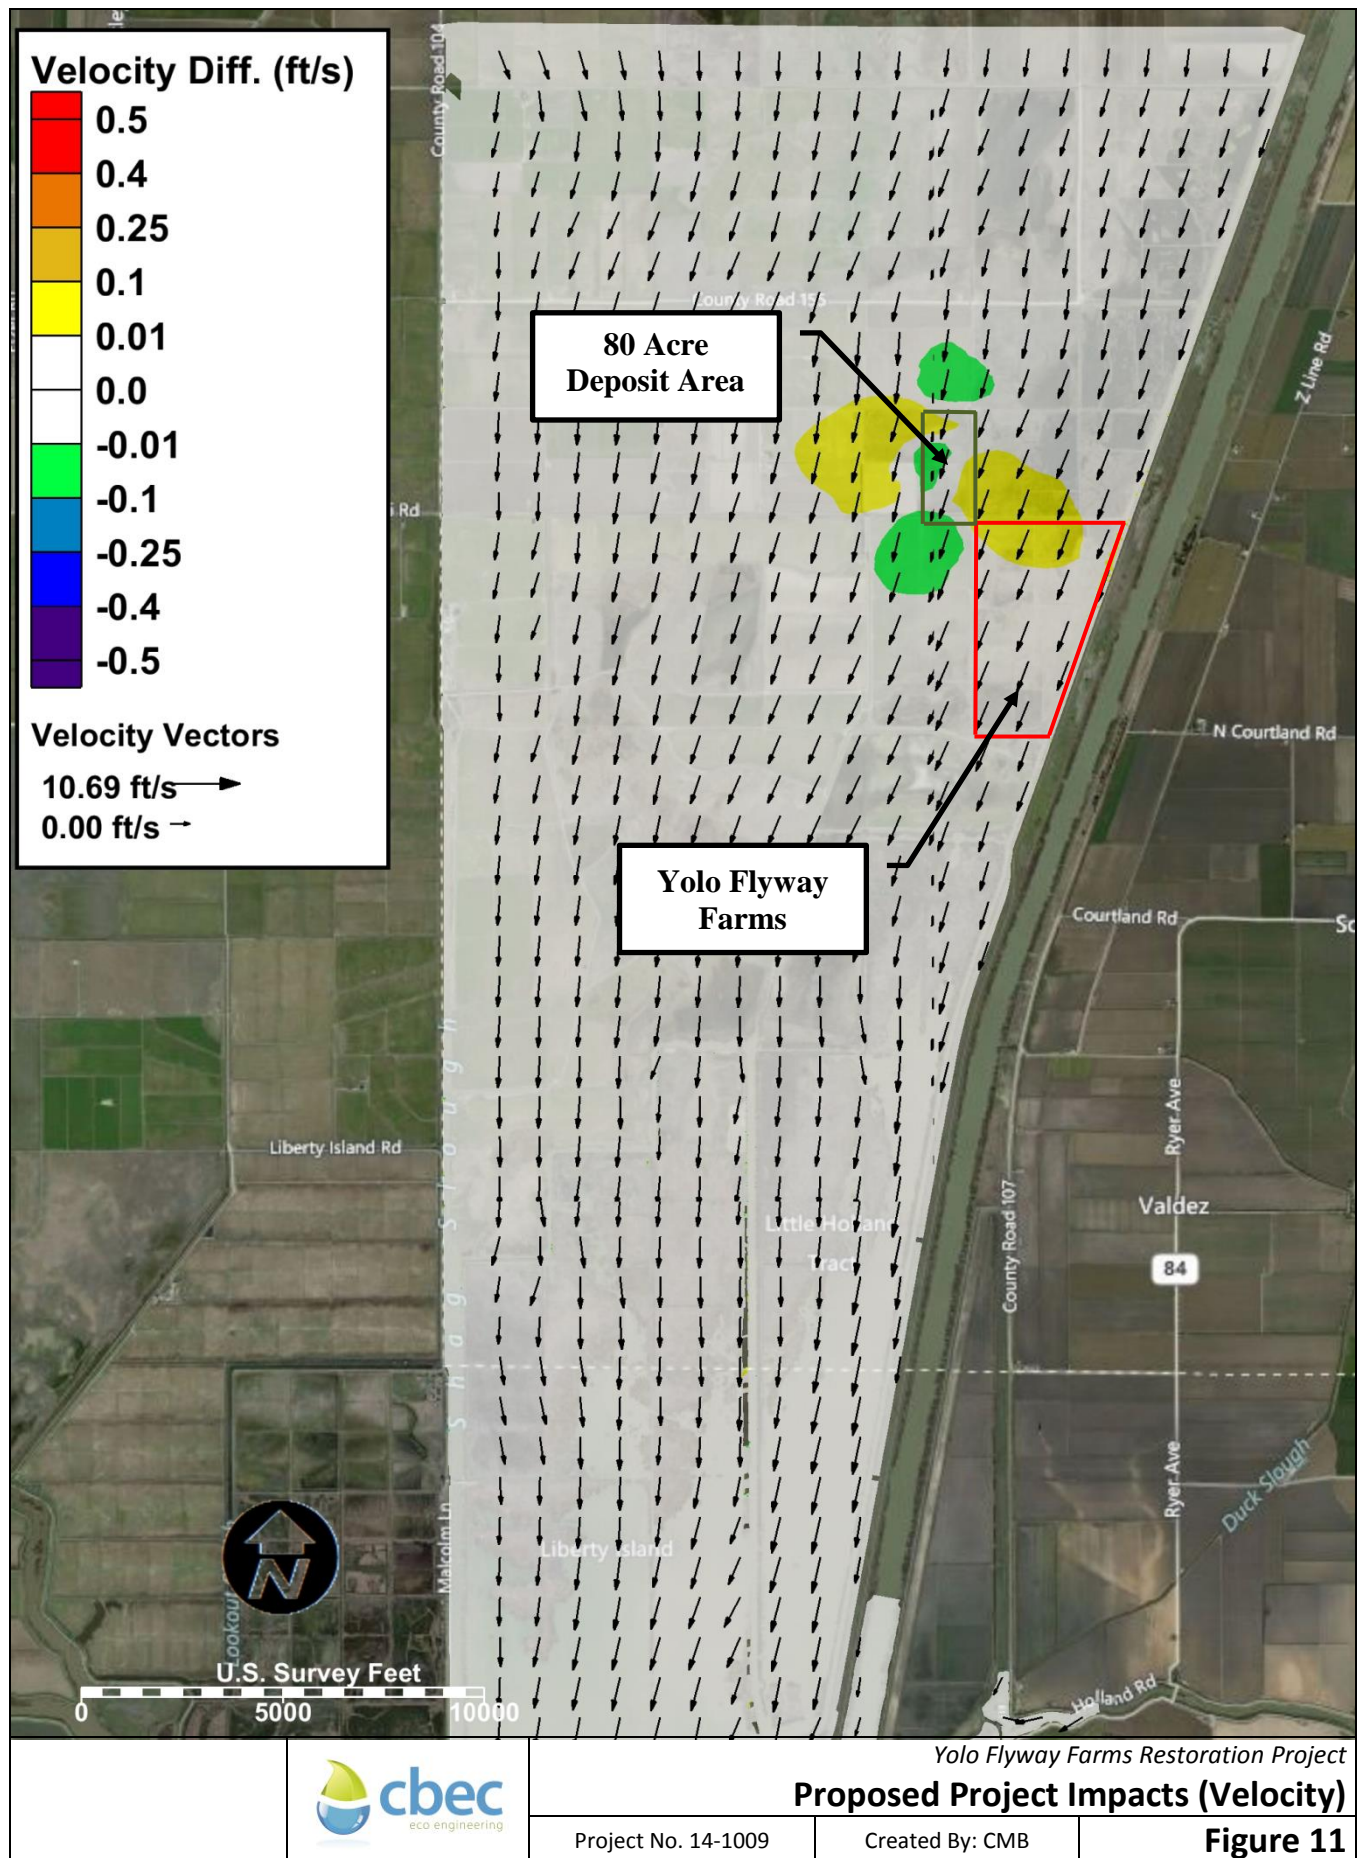 Velocity Diff. (ft/s)
0.5
0.4
0.25
0.1
0.01
0.0
-0.01
-0.1
-0.25
-0.4
-0.5
Velocity Vectors
10.69 ft/s
0.00 ft/s
County Road 104
County Road 155
80 Acre
Deposit Area
Z Line Rd
Rd
N Courtland Rd
Yolo Flyway
Farms
Courtland Rd
Ryer Ave
Liberty Island Rd
Shag Slough
County Road 107
Valdez
Little Holland
Tract
84
Ryer Ave
Duck Slough
Malcolm Ln
Liberty Island
Lookout
N
U.S. Survey Feet
0 5000 10000
Holland Rd
cbec
eco engineering
Yolo Flyway Farms Restoration Project
Proposed Project Impacts (Velocity)
Project No. 14-1009
Created By: CMB
Figure 11